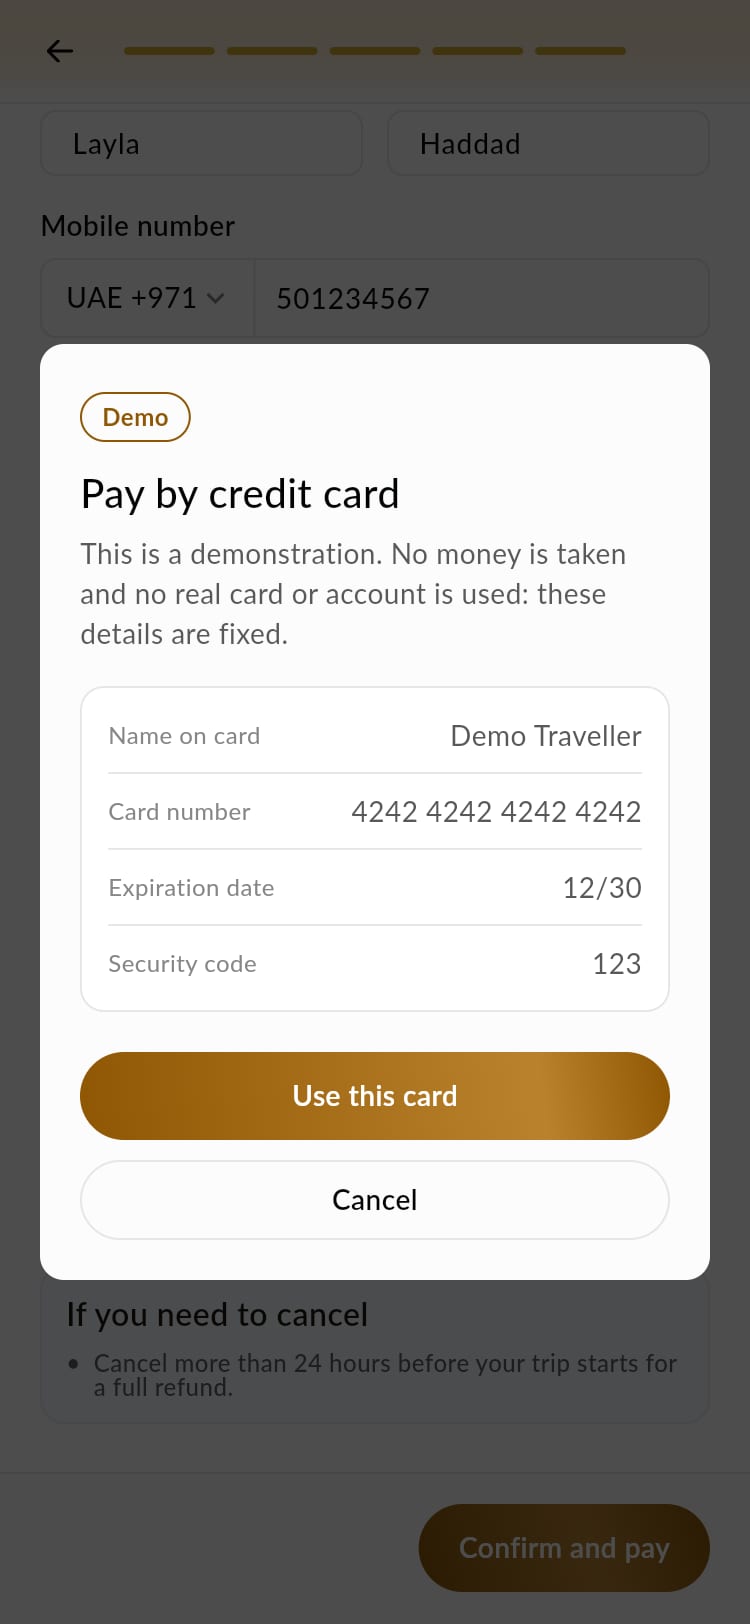 Layla
Haddad
Mobile number
UAE +971
501234567
Demo
Pay by credit card
This is a demonstration. No money is taken
and no real card or account is used: these
details are fixed.
Name on card
Demo Traveller
Card number
4242 4242 4242 4242
Expiration date
12/30
Security code
123
Use this card
Cancel
If you need to cancel
• Cancel more than 24 hours before your trip starts for
a full refund.
Confirm and pay